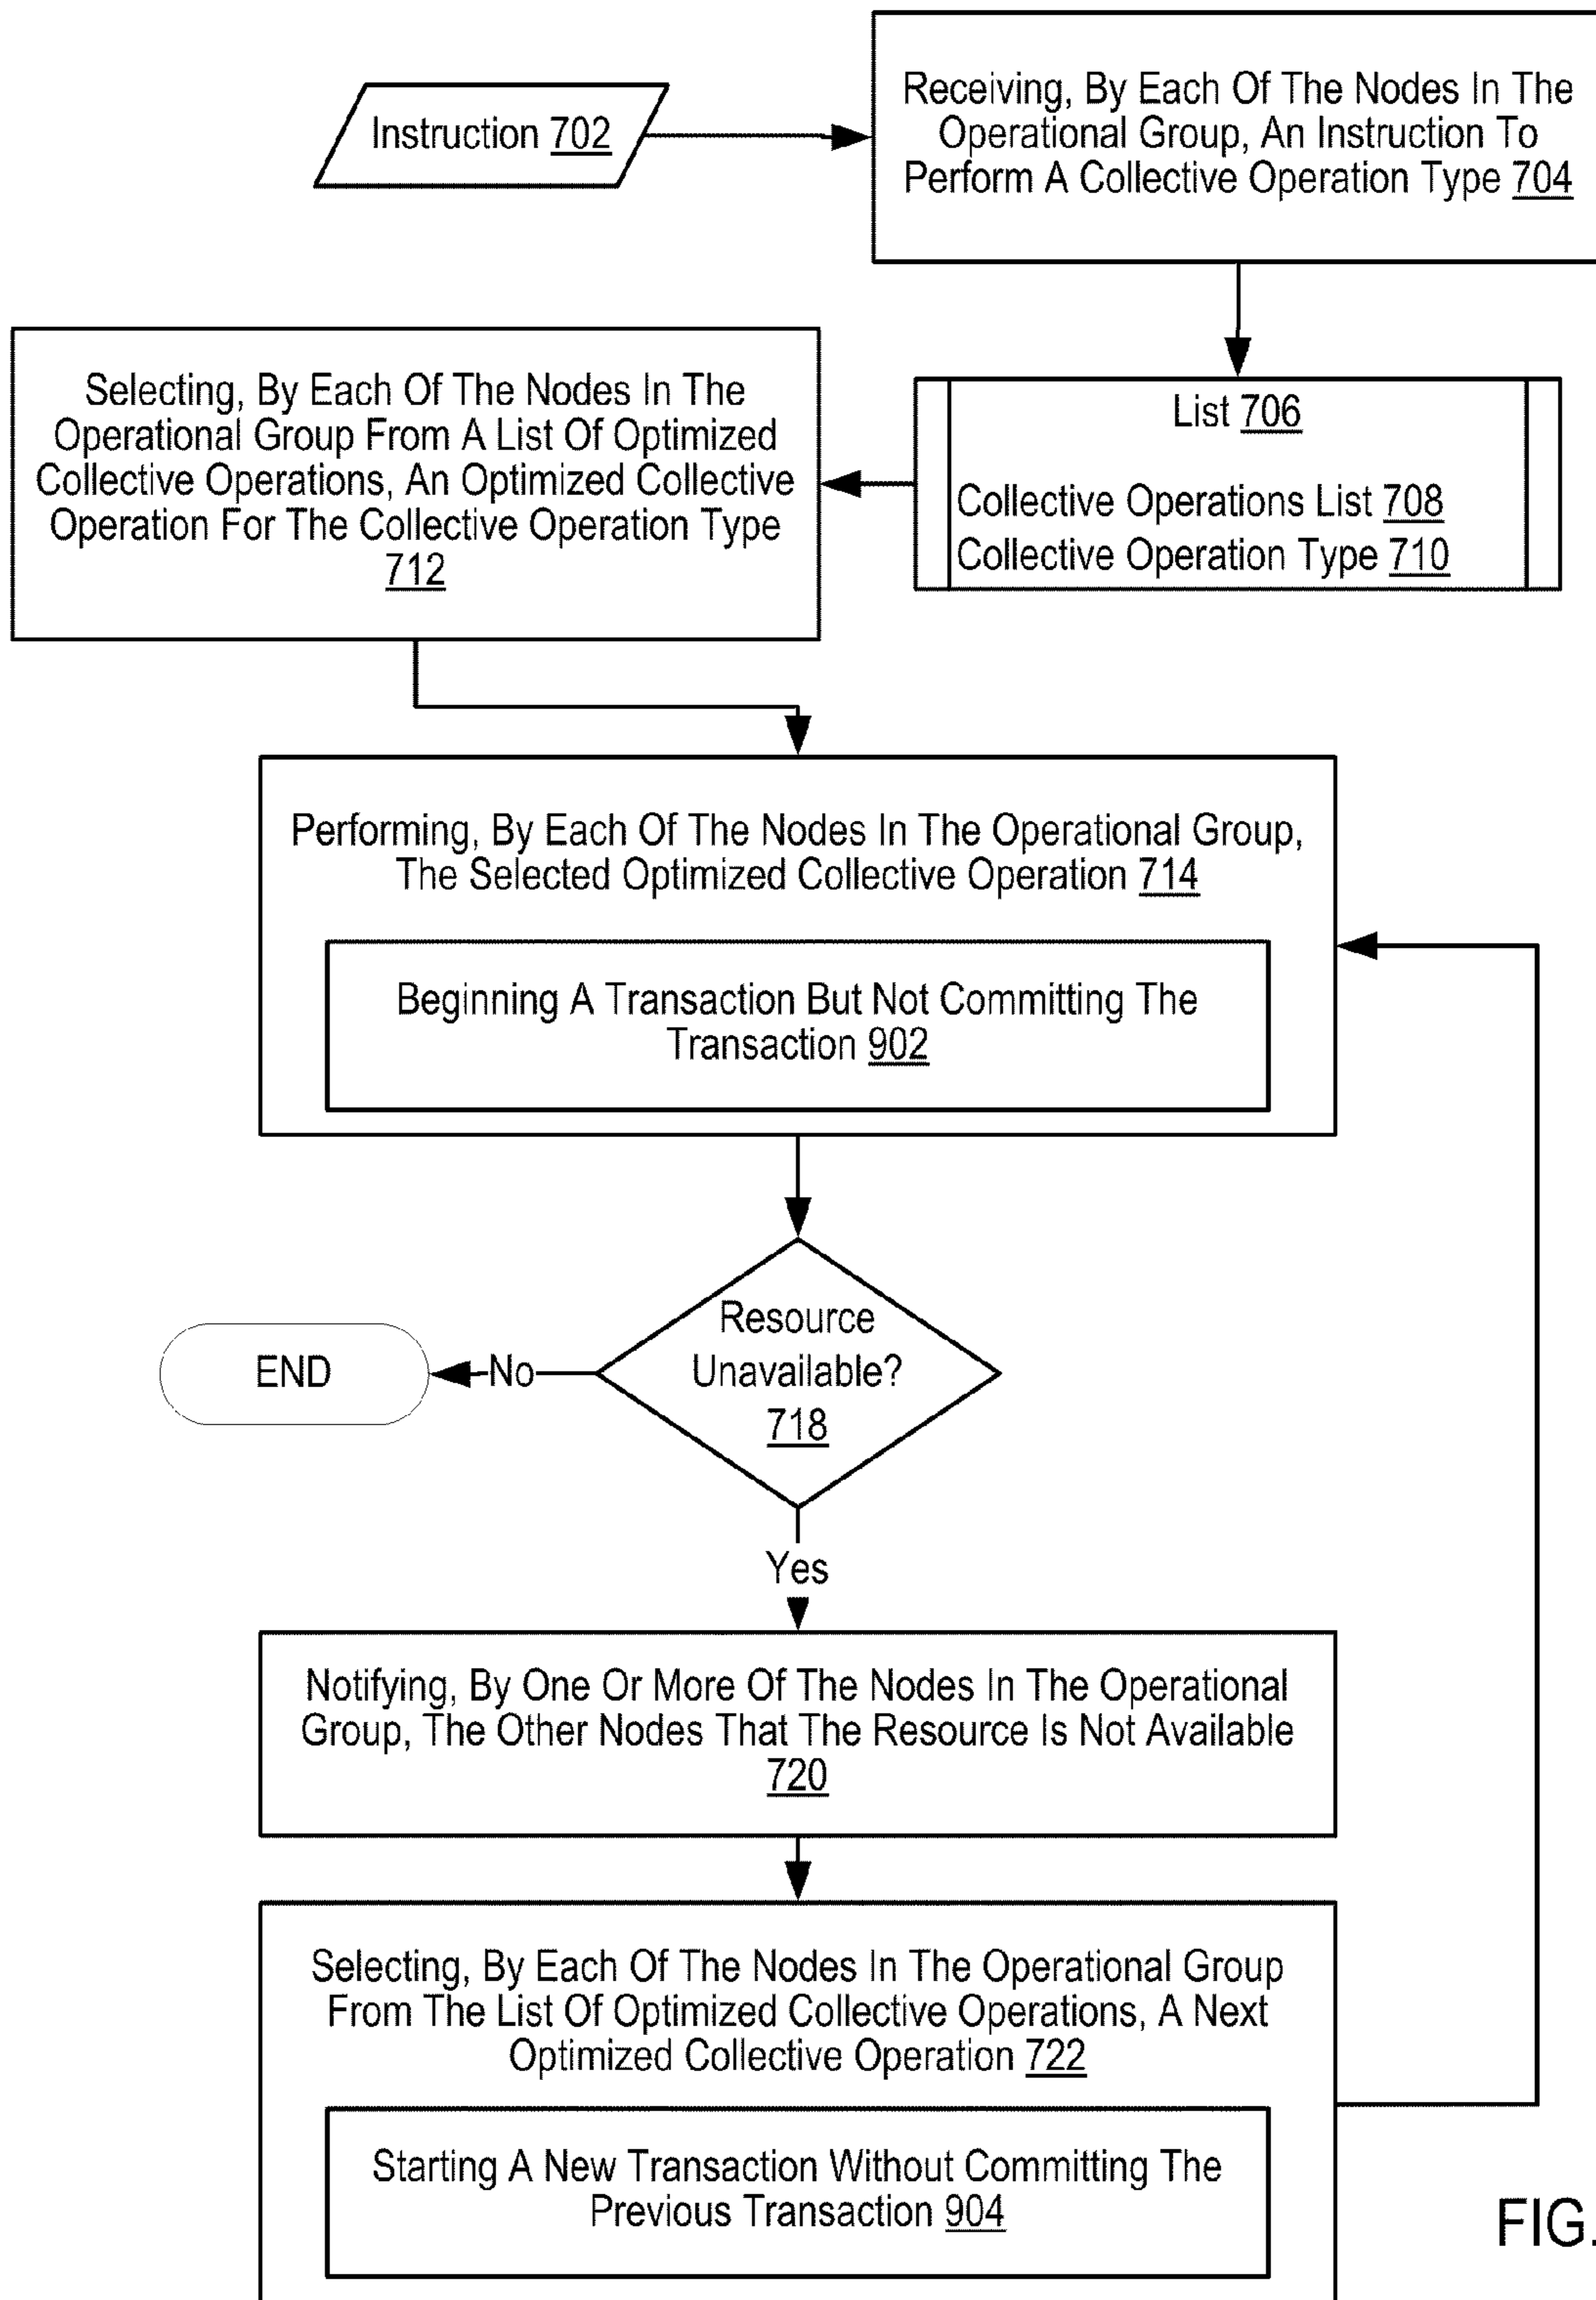 Instruction 702
Receiving, By Each Of The Nodes In The
Operational Group, An Instruction To
Perform A Collective Operation Type 704
List 706
Collective Operations List 708
Collective Operation Type 710
Selecting, By Each Of The Nodes In The
Operational Group From A List Of Optimized
Collective Operations, An Optimized Collective
Operation For The Collective Operation Type
712
Performing, By Each Of The Nodes In The Operational Group,
The Selected Optimized Collective Operation 714
Beginning A Transaction But Not Committing The
Transaction 902
Resource
Unavailable?
718
No
END
Yes
Notifying, By One Or More Of The Nodes In The Operational
Group, The Other Nodes That The Resource Is Not Available
720
Selecting, By Each Of The Nodes In The Operational Group
From The List Of Optimized Collective Operations, A Next
Optimized Collective Operation 722
Starting A New Transaction Without Committing The
Previous Transaction 904
FIG.